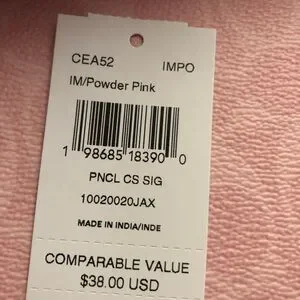 CEA52 IMPO
IM/Powder Pink
1 98685 18390 0
PNCL CS SIG
10020020JAX
MADE IN INDIA/INDE
COMPARABLE VALUE
$38.00 USD